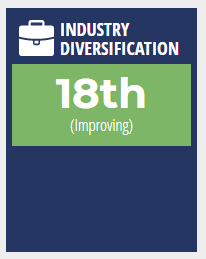 INDUSTRY
DIVERSIFICATION
18th
(Improving)